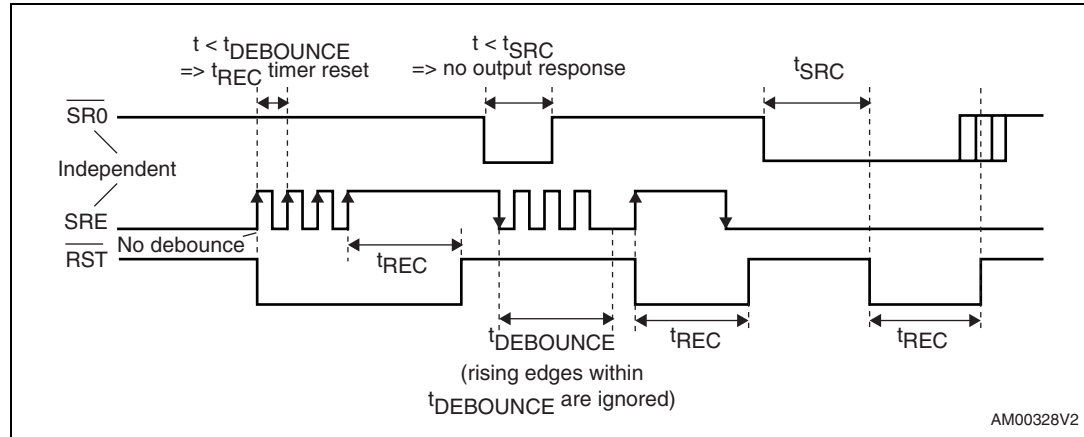 t < tDEBOUNCE
=> tREC timer reset
t < tSRC
=> no output response
tSRC
SR0
Independent
SRE
No debounce
RST
tREC
tDEBOUNCE
(rising edges within
tDEBOUNCE are ignored)
tREC
tREC
AM00328V2